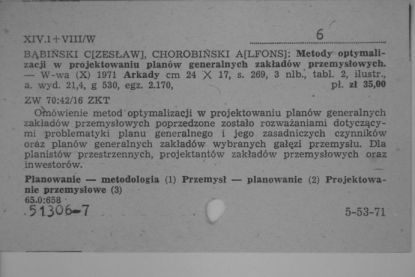 XIV.1+VIII/W 6
BĄBIŃSKI C[ZESŁAW], CHOROBIŃSKI A[LFONS]: Metody optymali-
zacji w projektowaniu planów generalnych zakładów przemysłowych.
— W-wa (X) 1971 Arkady cm 24 X 17, s. 269, 3 nlb., tabl. 2, ilustr.,
a. wyd. 21,4, g 530, egz. 2.170, pł. zł 35,00
ZW 70:42/16 ZKT
Omówienie metod optymalizacji w projektowaniu planów generalnych
zakładów przemysłowych poprzedzone zostało rozważaniami dotyczący-
mi problematyki planu generalnego i jego zasadniczych czynników
oraz planów generalnych zakładów wybranych gałęzi przemysłu. Dla
planistów przestrzennych, projektantów zakładów przemysłowych oraz
inwestorów.
Planowanie — metodologia (1) Przemysł — planowanie (2) Projektowa-
nie przemysłowe (3)
65.0:658
51306-7 5-53-71